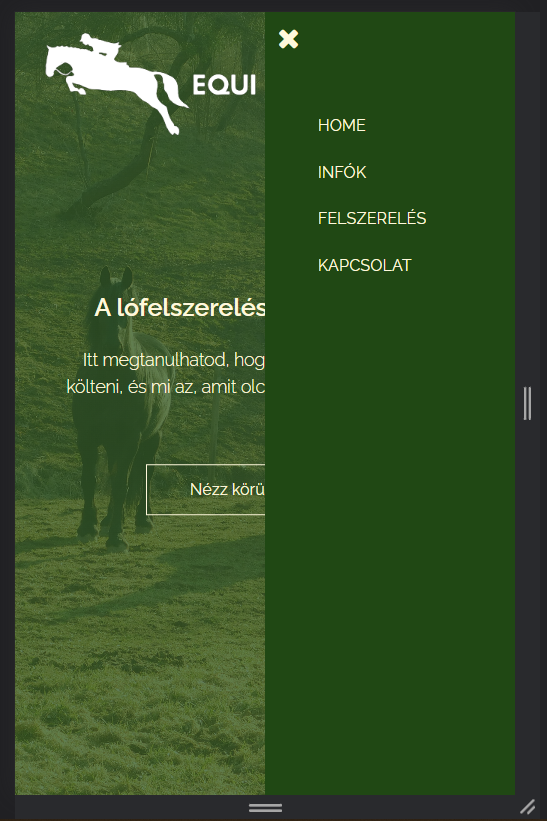 EQUI
HOME
INFÓK
FELSZERELÉS
KAPCSOLAT
A lófelszerelés
Itt megtanulhatod, hog
költeni, és mi az, amit olc
Nézz körü